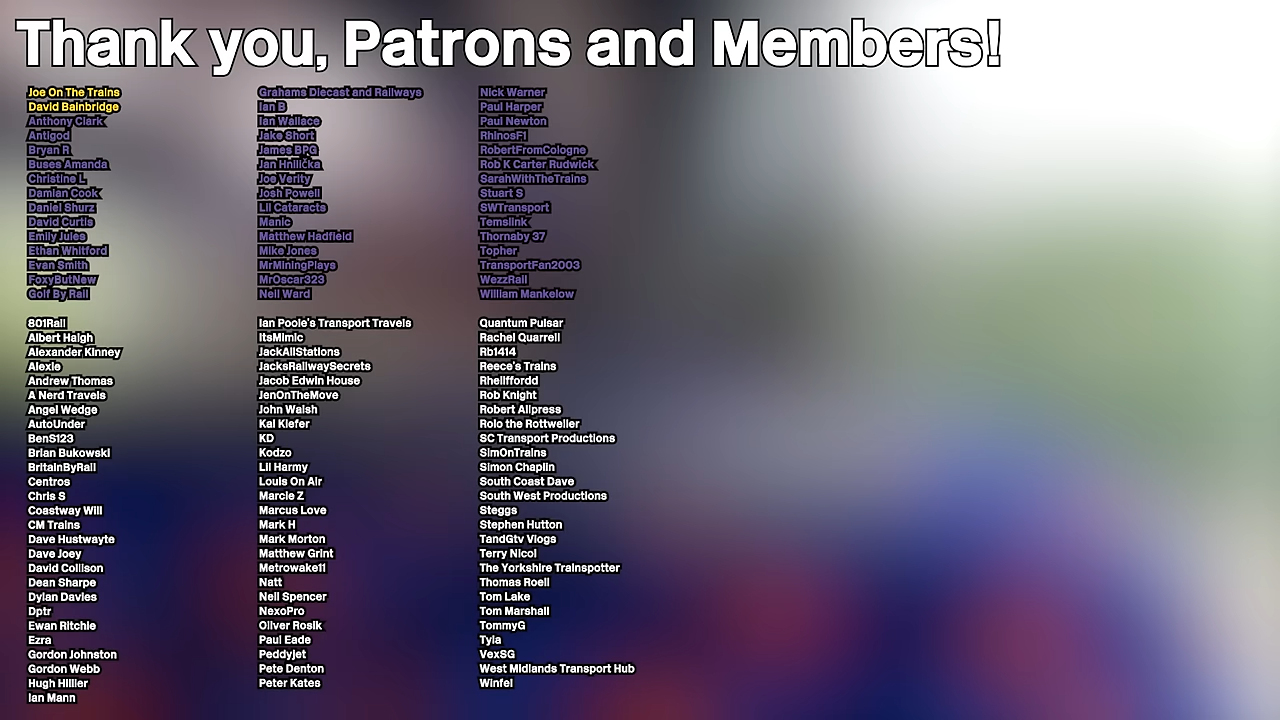 Thank you, Patrons and Members!
Joe On The Trains
David Bainbridge
Anthony Clark
Antigod
Bryan R
Buses Amanda
Christine L
Damian Cook
Daniel Shurz
David Curtis
Emily Jules
Ethan Whitford
Evan Smith
FoxyButNew
Golf By Rail
Grahams Diecast and Railways
Ian B
Ian Wallace
Jake Short
James BPG
Jan Hnilička
Joe Verity
Josh Powell
Lil Cataracts
Manic
Matthew Hadfield
Mike Jones
MrMiningPlays
MrOscar323
Neil Ward
Nick Warner
Paul Harper
Paul Newton
RhinosF1
RobertFromCologne
Rob K Carter Rudwick
SarahWithTheTrains
Stuart S
SWTransport
Temslink
Thornaby 37
Topher
TransportFan2003
WezzRail
William Mankelow
801Rail
Albert Haigh
Alexander Kinney
Alexie
Andrew Thomas
A Nerd Travels
Angel Wedge
AutoUnder
BenS123
Brian Bukowski
BritainByRail
Centros
Chris S
Coastway Will
CM Trains
Dave Hustwayte
Dave Joey
David Collison
Dean Sharpe
Dylan Davies
Dptr
Ewan Ritchie
Ezra
Gordon Johnston
Gordon Webb
Hugh Hillier
Ian Mann
Ian Poole's Transport Travels
ItsMimic
JackAllStations
JacksRailwaySecrets
Jacob Edwin House
JenOnTheMove
John Walsh
Kai Kiefer
KD
Kodzo
Lil Harmy
Louis On Air
Marcie Z
Marcus Love
Mark H
Mark Morton
Matthew Grint
Metrowake11
Natt
Neil Spencer
NexoPro
Oliver Rosik
Paul Eade
Peddyjet
Pete Denton
Peter Kates
Quantum Pulsar
Rachel Quarrell
Rb1414
Reece's Trains
Rheliffordd
Rob Knight
Robert Allpress
Rolo the Rottweiler
SC Transport Productions
SimOnTrains
Simon Chaplin
South Coast Dave
South West Productions
Steggs
Stephen Hutton
TandGtv Vlogs
Terry Nicol
The Yorkshire Trainspotter
Thomas Roell
Tom Lake
Tom Marshall
TommyG
Tyla
VexSG
West Midlands Transport Hub
Winfel